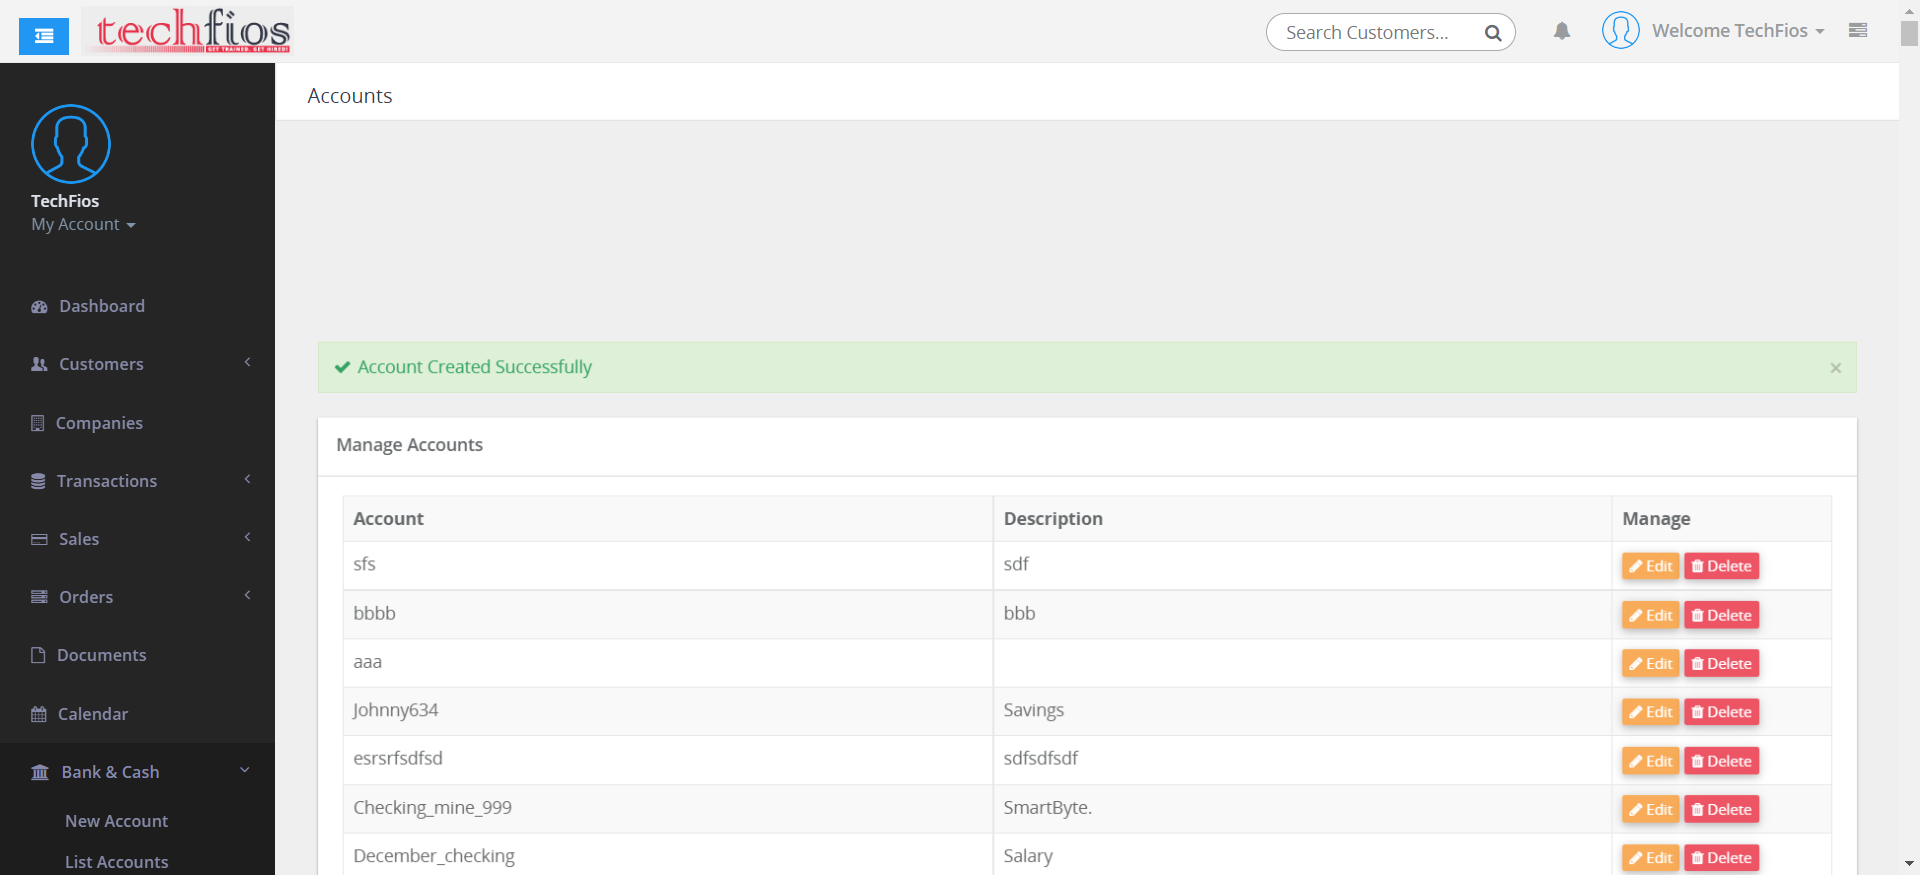 techfios
GET TRAINED. GET HIRED!
Search Customers...
Welcome TechFios
Accounts
TechFios
My Account
Dashboard
Customers
Companies
Transactions
Sales
Orders
Documents
Calendar
Bank & Cash
New Account
List Accounts
Account Created Successfully
×
Manage Accounts
Account Description Manage
sfs sdf Edit Delete
bbbb bbb Edit Delete
aaa Edit Delete
Johnny634 Savings Edit Delete
esrsrfsdfsd sdfsdfsdf Edit Delete
Checking_mine_999 SmartByte. Edit Delete
December_checking Salary Edit Delete